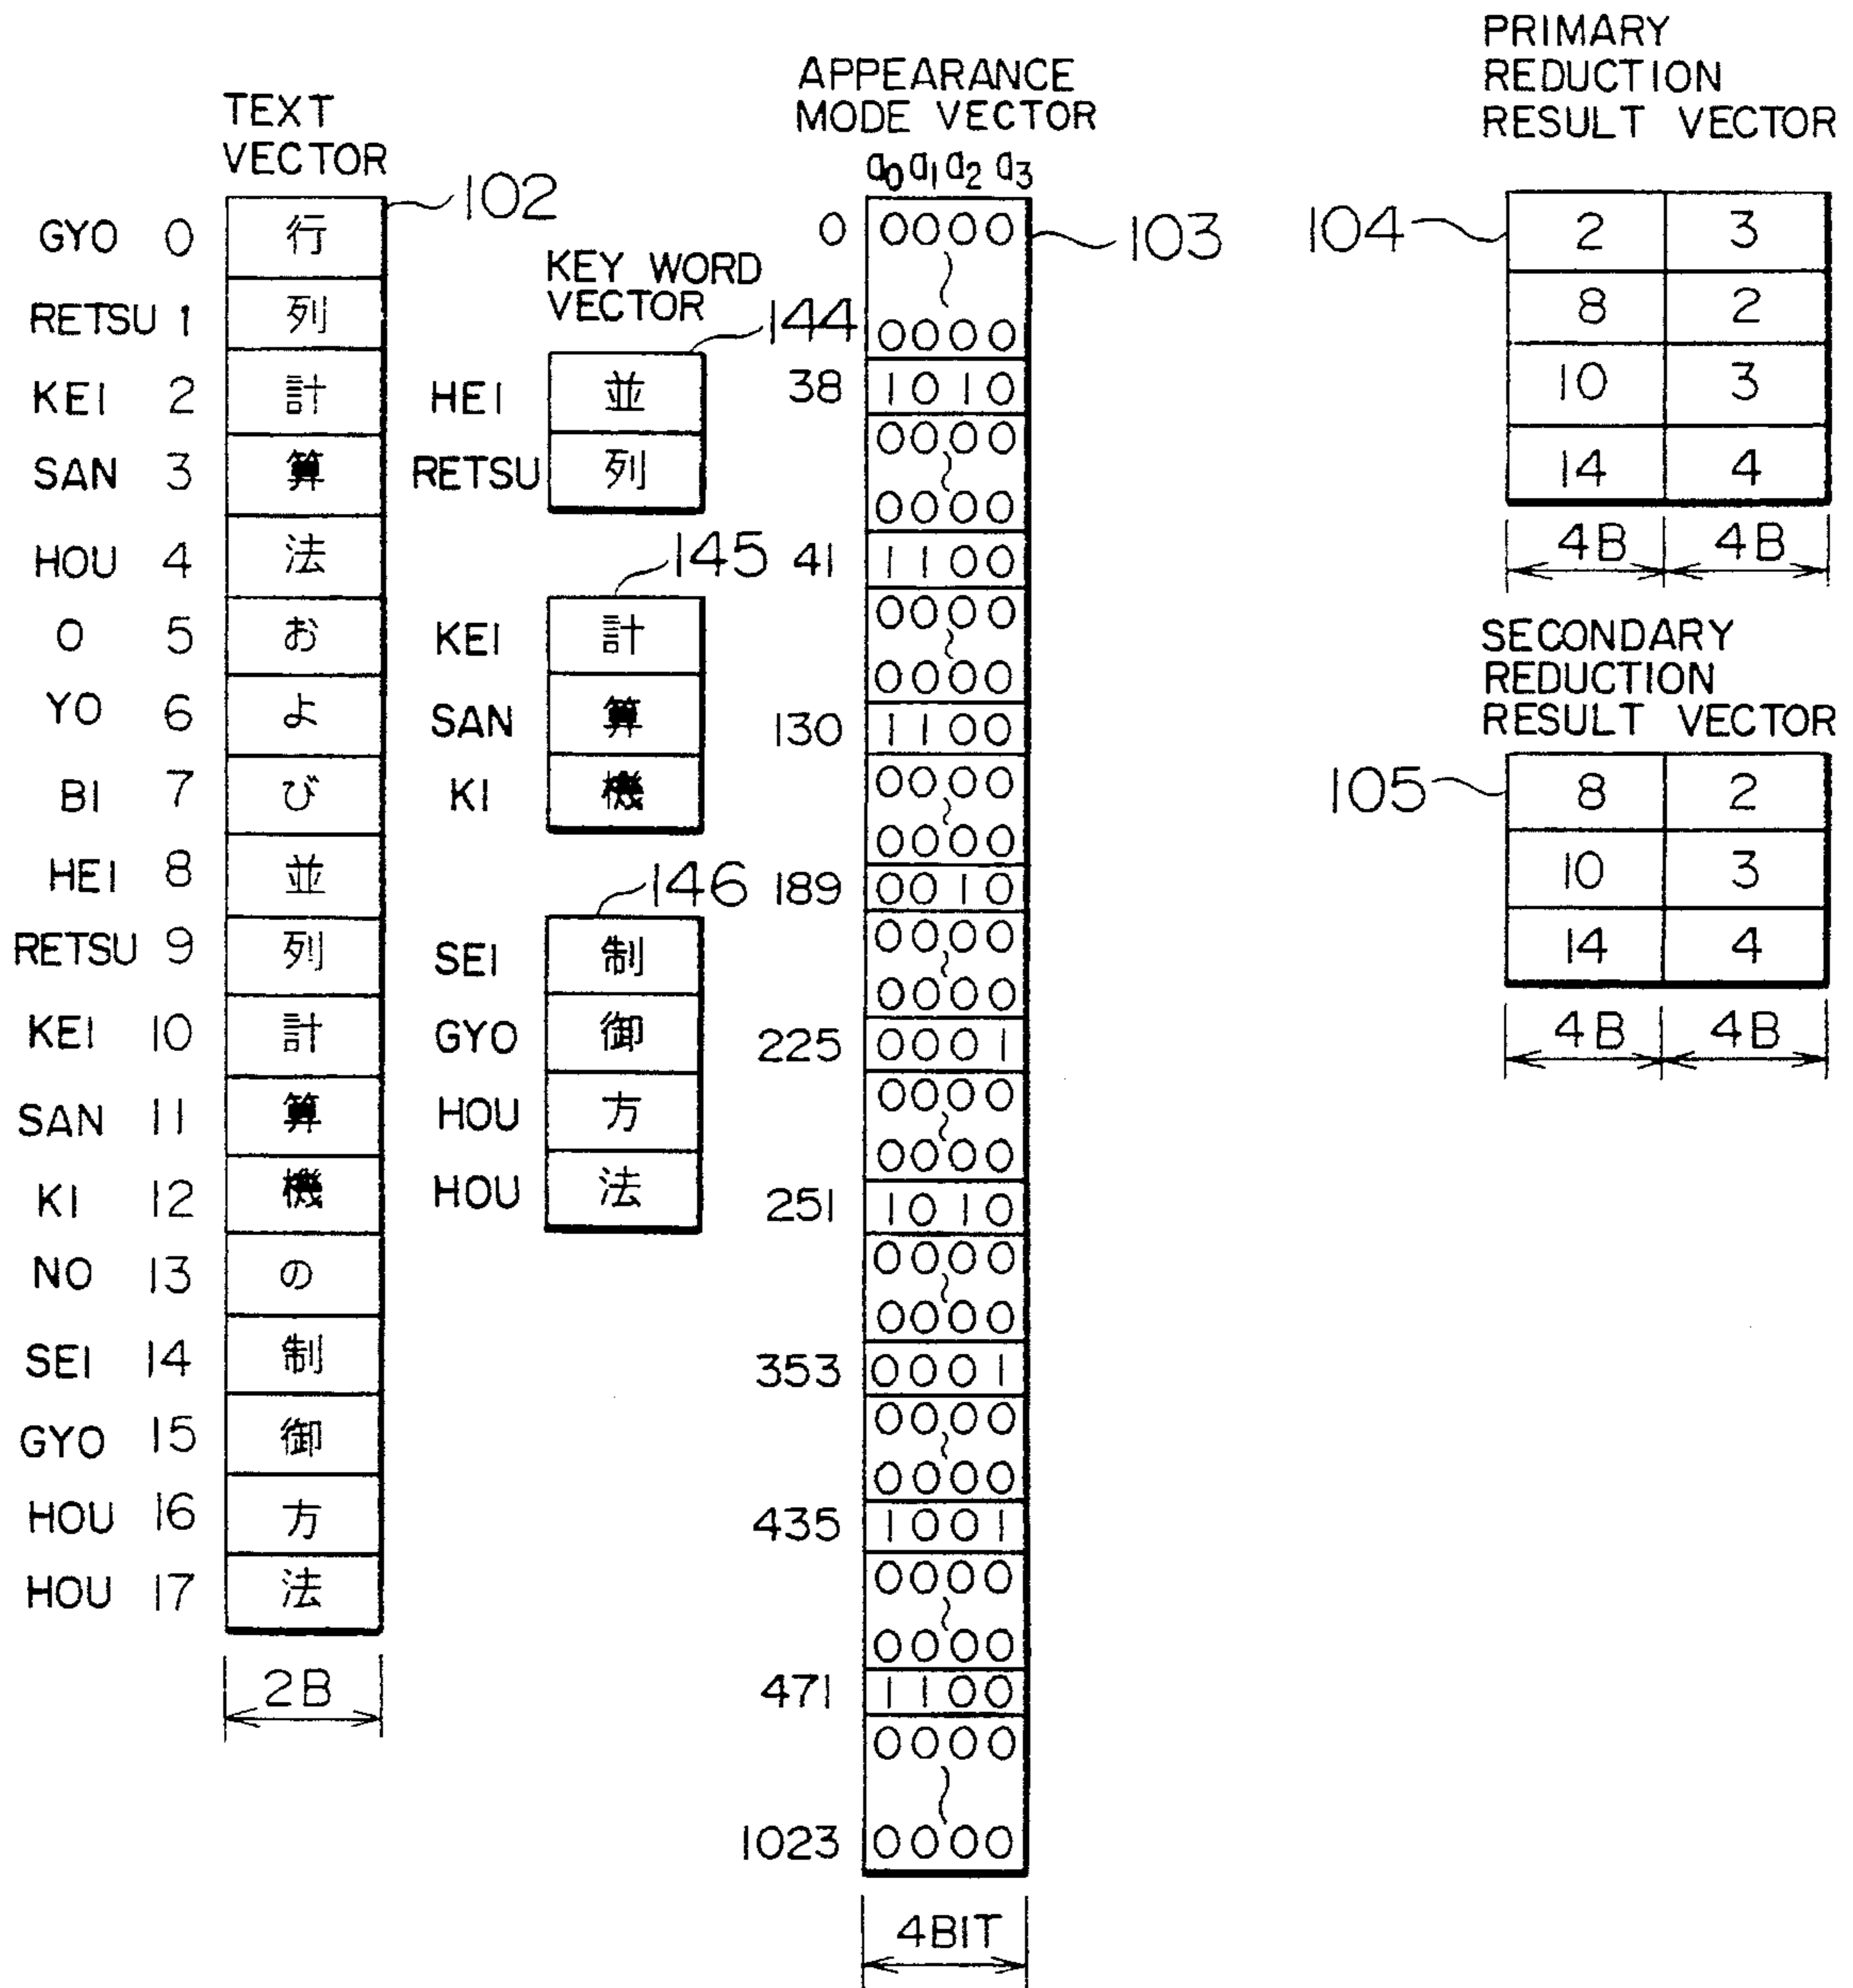 TEXT
VECTOR
102
GYO 0 行
RETSU 1 列
KEI 2 計
SAN 3 算
HOU 4 法
O 5 お
YO 6 よ
BI 7 び
HEI 8 並
RETSU 9 列
KEI 10 計
SAN 11 算
KI 12 機
NO 13 の
SEI 14 制
GYO 15 御
HOU 16 方
HOU 17 法
2B
KEY WORD
VECTOR
144
HEI 並
RETSU 列
145
KEI 計
SAN 算
KI 機
146
SEI 制
GYO 御
HOU 方
HOU 法
APPEARANCE
MODE VECTOR
a0 a1 a2 a3
103
0 0000
0000
38 1010
0000
0000
41 1100
0000
0000
130 1100
0000
0000
189 0010
0000
0000
225 0001
0000
0000
251 1010
0000
0000
353 0001
0000
0000
435 1001
0000
0000
471 1100
0000
1023 0000
4BIT
PRIMARY
REDUCTION
RESULT VECTOR
104
2 3
8 2
10 3
14 4
4B 4B
SECONDARY
REDUCTION
RESULT VECTOR
105
8 2
10 3
14 4
4B 4B